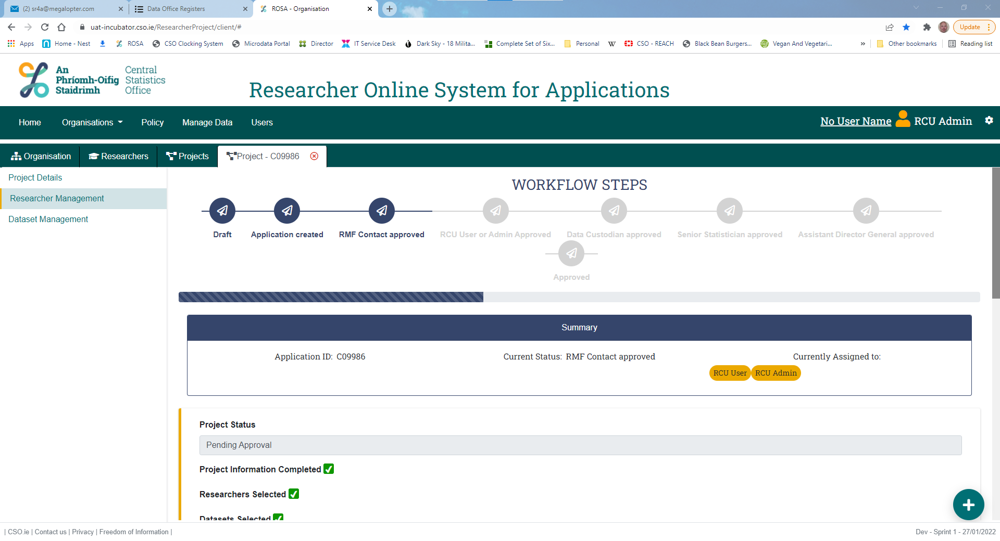 (2) sr4a@megalopter.com
Data Office Registers
ROSA - Organisation
uat-incubator.cso.ie/ResearcherProject/client/#
Update
Apps
Home - Nest
ROSA
CSO Clocking System
Microdata Portal
Director
IT Service Desk
Dark Sky - 18 Milita...
Complete Set of Six...
Personal
W
CSO - REACH
Black Bean Burgers...
Vegan And Vegetari...
»
Other bookmarks
Reading list
An
Phríomh-Oifig
Staidrimh
Central
Statistics
Office
Researcher Online System for Applications
Home
Organisations
Policy
Manage Data
Users
No User Name
RCU Admin
Organisation
Researchers
Projects
Project - C09986
Project Details
Researcher Management
Dataset Management
WORKFLOW STEPS
Draft
Application created
RMF Contact approved
RCU User or Admin Approved
Data Custodian approved
Senior Statistician approved
Assistant Director General approved
Approved
Summary
Application ID: C09986
Current Status: RMF Contact approved
Currently Assigned to:
RCU User
RCU Admin
Project Status
Pending Approval
Project Information Completed
Researchers Selected
Datasets Selected
| CSO.ie | Contact us | Privacy | Freedom of Information |
Dev - Sprint 1 - 27/01/2022